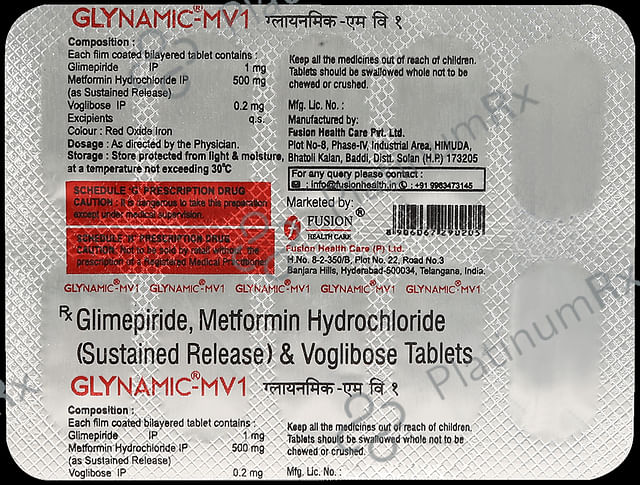 GLYNAMIC®-MV1 ग्लायनमिक -एम वि १
Composition :
Each film coated bilayered tablet contains :
Glimepiride IP 1 mg
Metformin Hydrochloride IP 500 mg
(as Sustained Release)
Voglibose IP 0.2 mg
Excipients q.s.
Colour : Red Oxide Iron
Dosage : As directed by the Physician.
Storage : Store protected from light & moisture,
at a temperature not exceeding 30°C
SCHEDULE 'G' PRESCRIPTION DRUG
CAUTION : It is dangerous to take this preparation
except under medical supervision.
SCHEDULE 'H' PRESCRIPTION DRUG
CAUTION: Not to be sold by retail without the
prescription of a Registered Medical Practitioner
Keep all the medicines out of reach of children.
Tablets should be swallowed whole not to be
chewed or crushed.
Mfg. Lic. No. :
Manufactured by:
Fusion Health Care Pvt. Ltd.
Plot No-8, Phase-IV, Industrial Area, HIMUDA,
Bhatoli Kalan, Baddi, Distt. Solan (H.P.) 173205
For any query please contact :
: info@fusionhealth.in : +91 9963473145
Marketed by:
FUSION®
HEALTH CARE
Fusion Health Care (P) Ltd.
H.No. 8-2-350/B, Plot No. 22, Road No.3
Banjara Hills, Hyderabad-500034, Telangana, India.
GLYNAMIC®-MV1 GLYNAMIC®-MV1 GLYNAMIC®-MV1 GLYNAMIC®-MV1 GLYNAMIC®-MV1
Rx Glimepiride, Metformin Hydrochloride
(Sustained Release) & Voglibose Tablets
GLYNAMIC®-MV1 ग्लायनमिक -एम वि १
Composition :
Each film coated bilayered tablet contains :
Glimepiride IP 1 mg
Metformin Hydrochloride IP 500 mg
(as Sustained Release)
Voglibose IP 0.2 mg
Keep all the medicines out of reach of children.
Tablets should be swallowed whole not to be
chewed or crushed.
Mfg. Lic. No. :
PlatinumRx
PlatinumRx